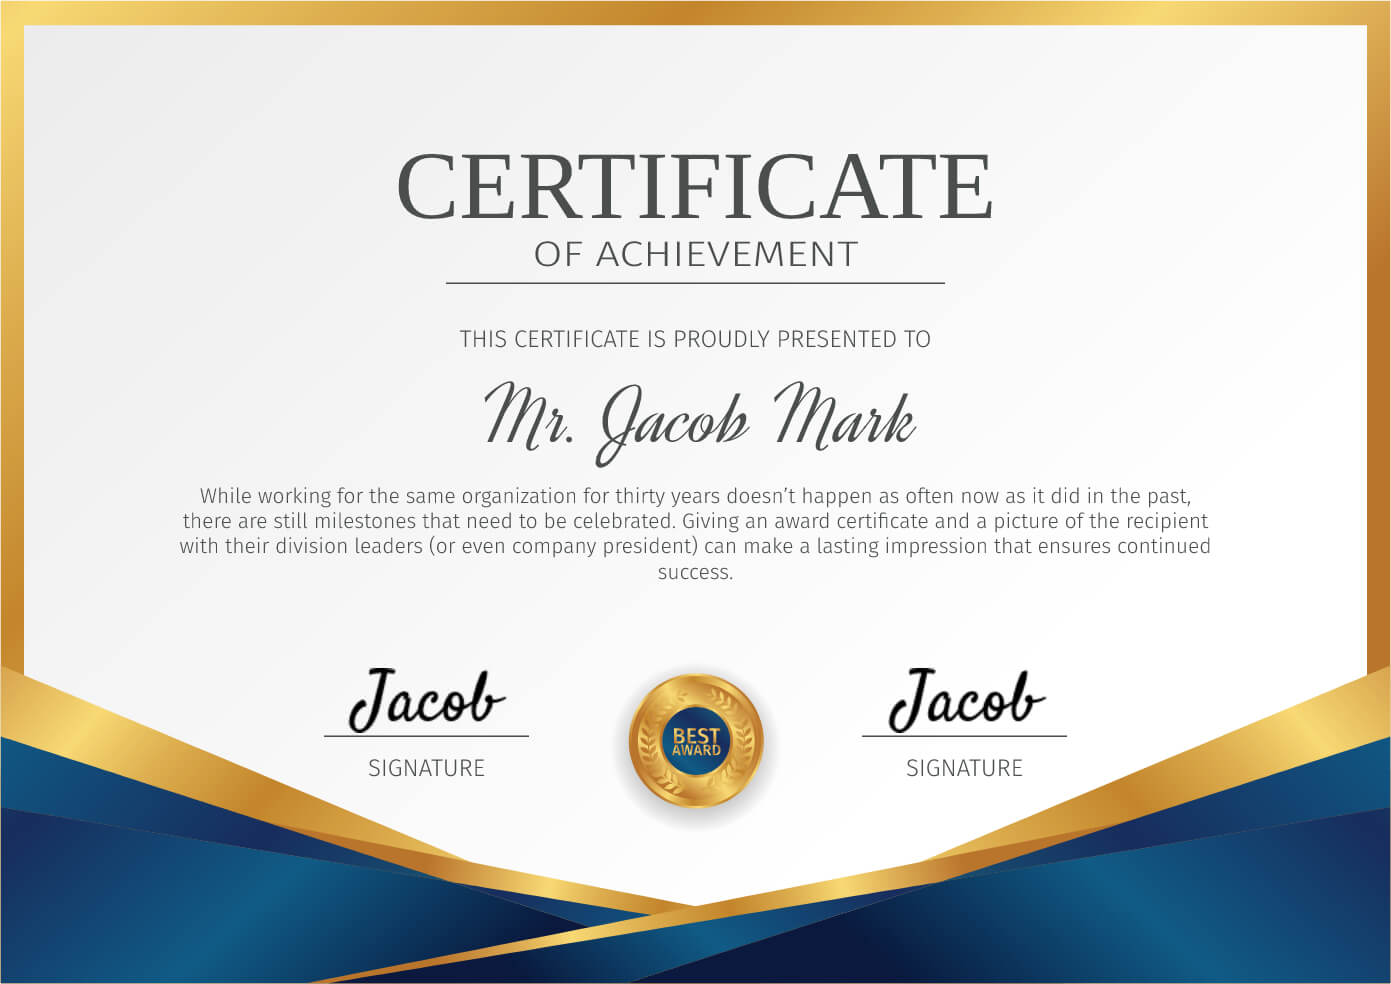 CERTIFICATE
OF ACHIEVEMENT
THIS CERTIFICATE IS PROUDLY PRESENTED TO
Mr. Jacob Mark
While working for the same organization for thirty years doesn’t happen as often now as it did in the past,
there are still milestones that need to be celebrated. Giving an award certificate and a picture of the recipient
with their division leaders (or even company president) can make a lasting impression that ensures continued
success.
Jacob
SIGNATURE
BEST
AWARD
Jacob
SIGNATURE